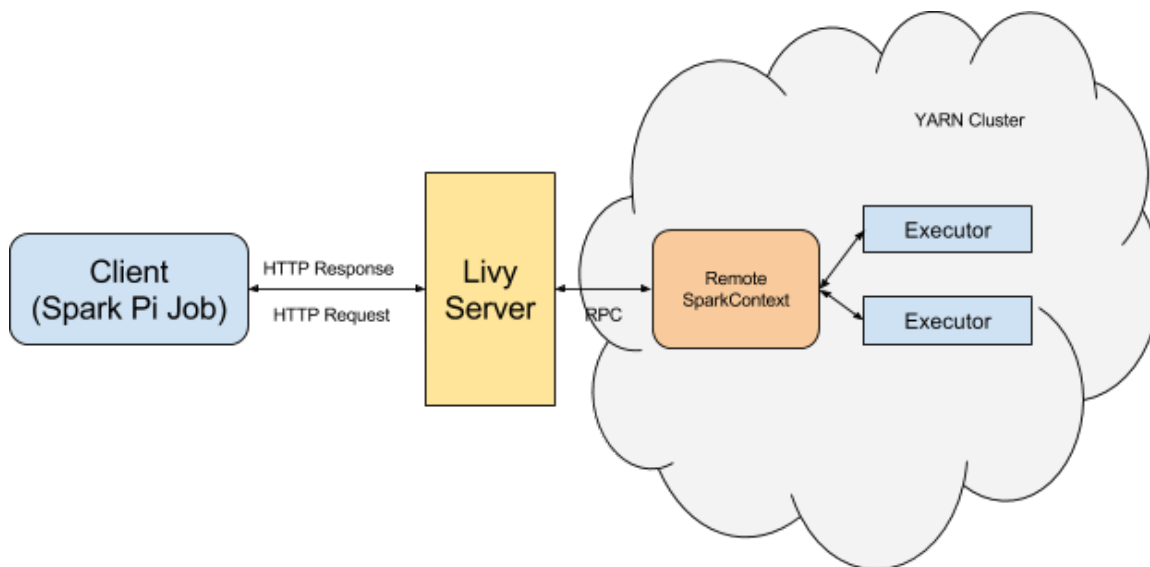 YARN Cluster
Client
(Spark Pi Job)
HTTP Response
HTTP Request
Livy
Server
RPC
Remote
SparkContext
Executor
Executor